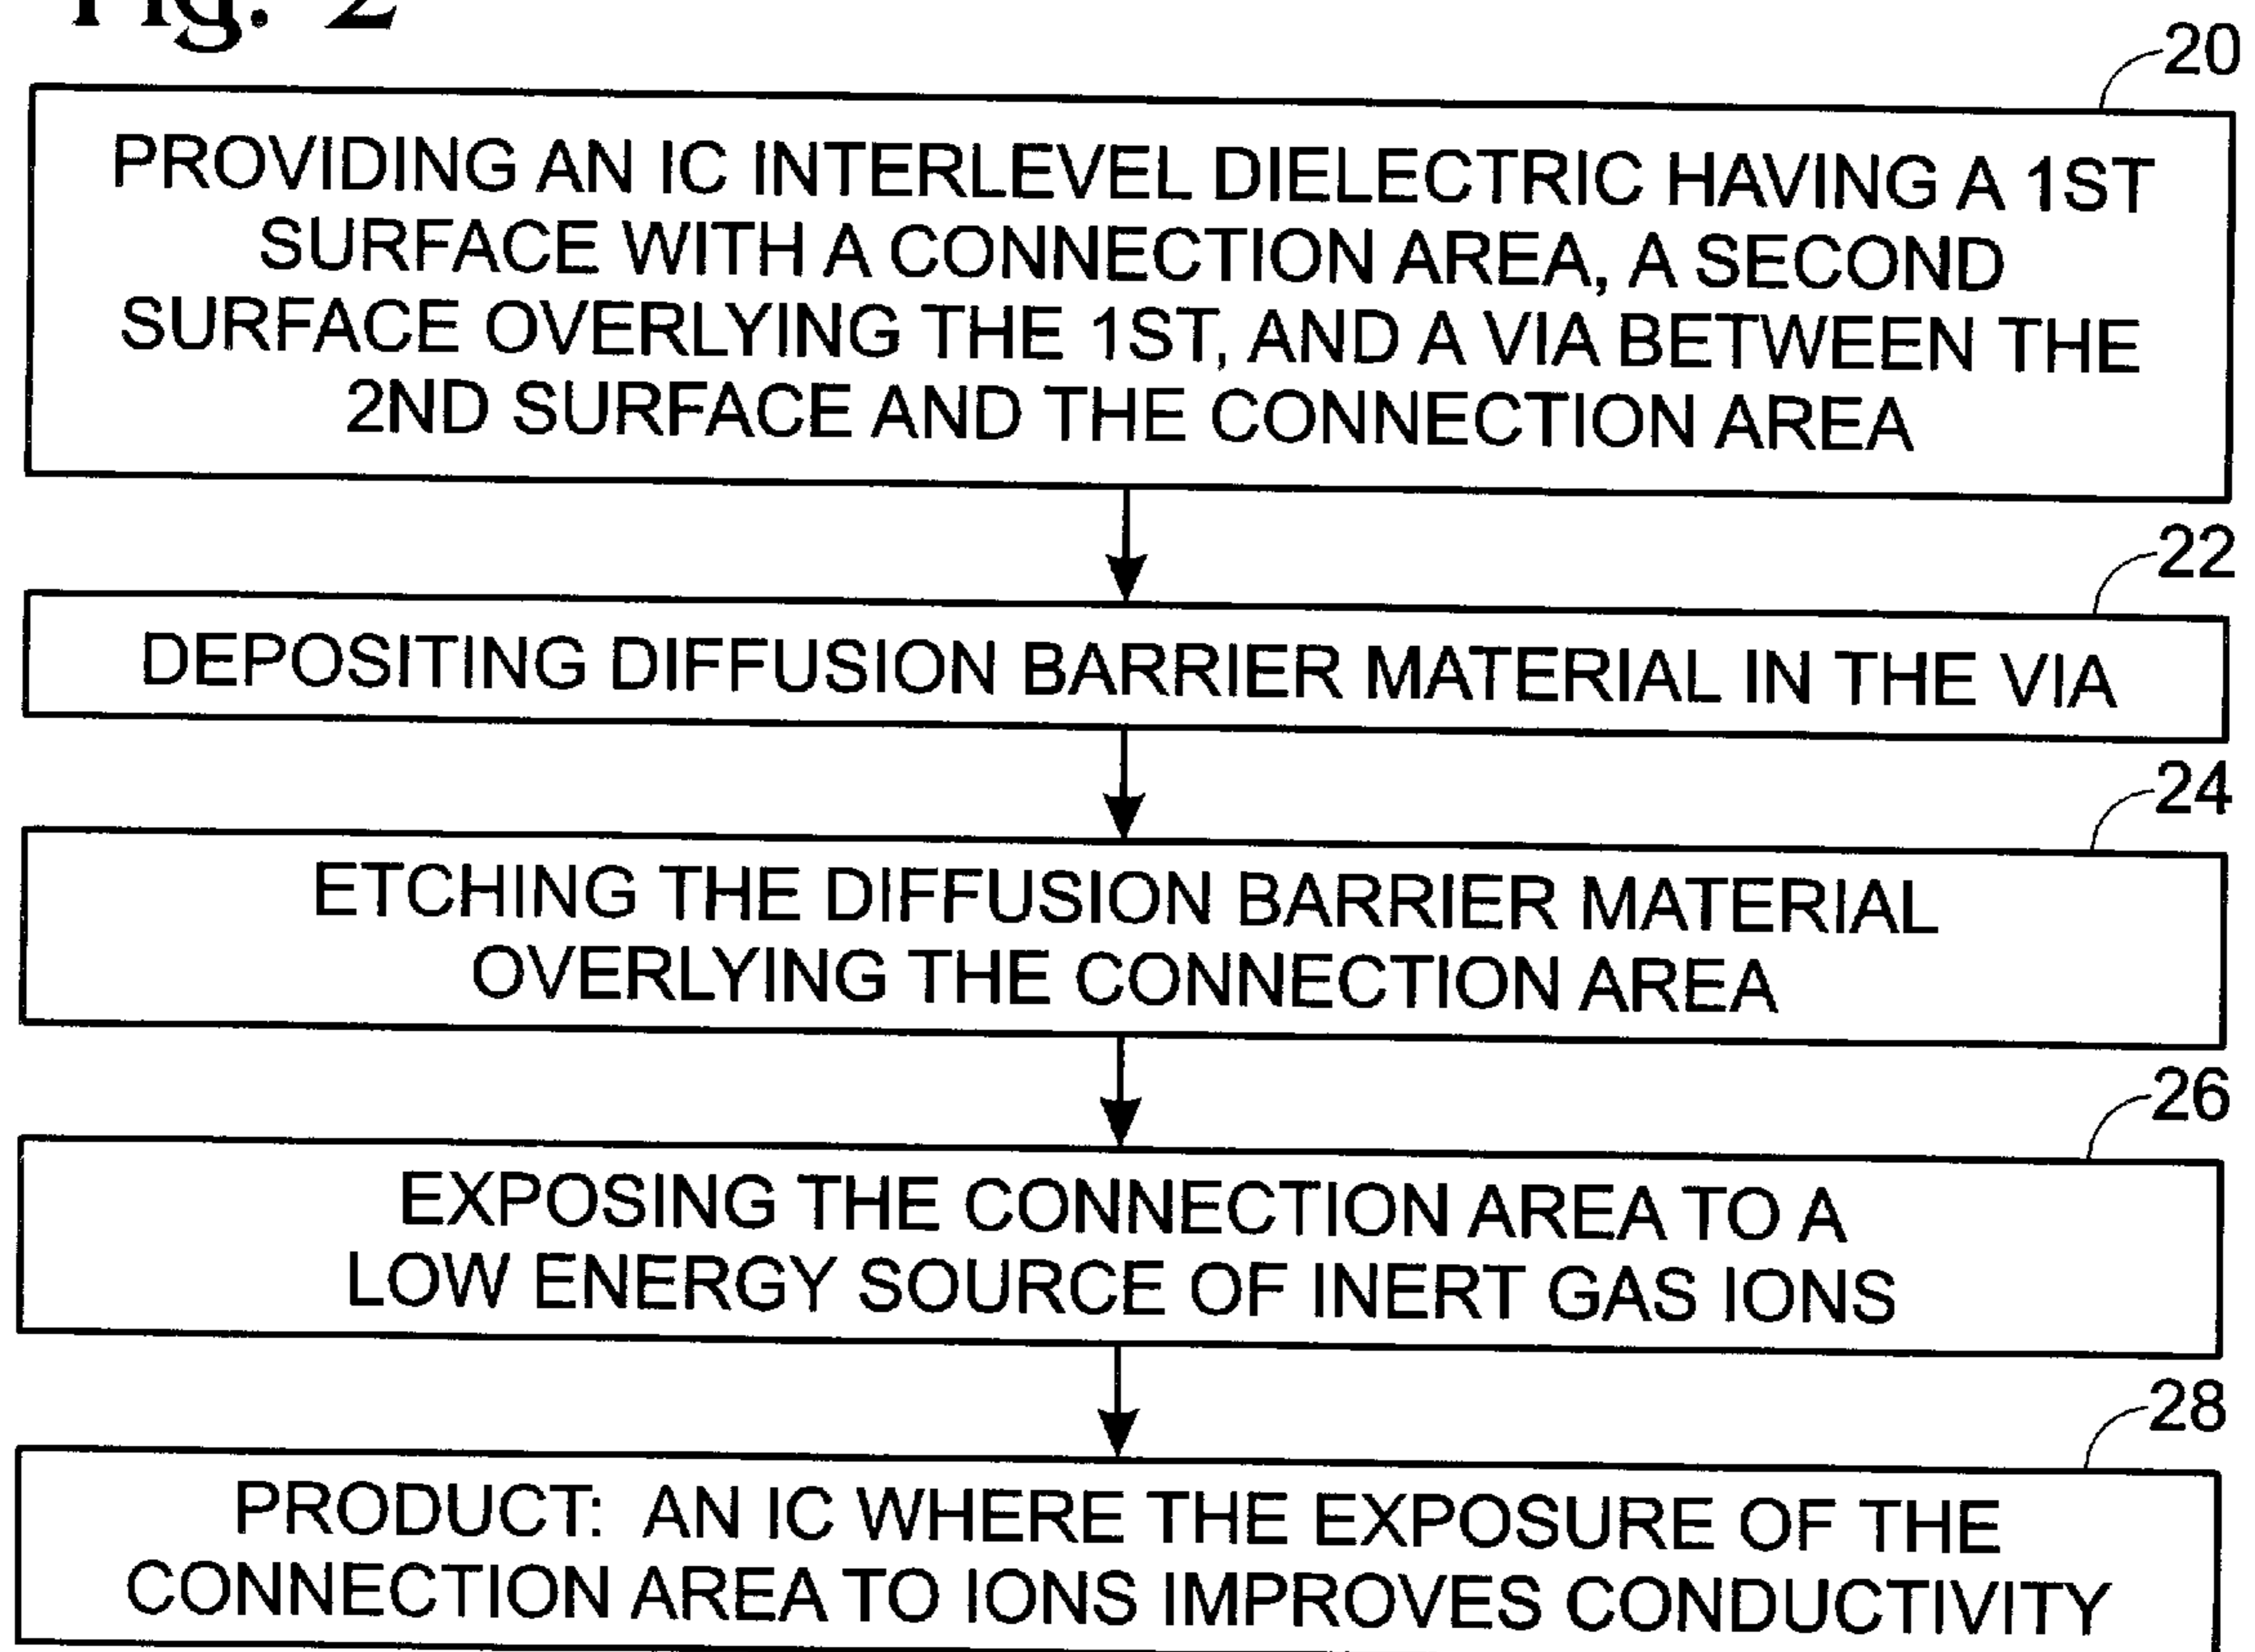 Fig. 2
20
PROVIDING AN IC INTERLEVEL DIELECTRIC HAVING A 1ST
SURFACE WITH A CONNECTION AREA, A SECOND
SURFACE OVERLYING THE 1ST, AND A VIA BETWEEN THE
2ND SURFACE AND THE CONNECTION AREA
22
DEPOSITING DIFFUSION BARRIER MATERIAL IN THE VIA
24
ETCHING THE DIFFUSION BARRIER MATERIAL
OVERLYING THE CONNECTION AREA
26
EXPOSING THE CONNECTION AREA TO A
LOW ENERGY SOURCE OF INERT GAS IONS
28
PRODUCT: AN IC WHERE THE EXPOSURE OF THE
CONNECTION AREA TO IONS IMPROVES CONDUCTIVITY